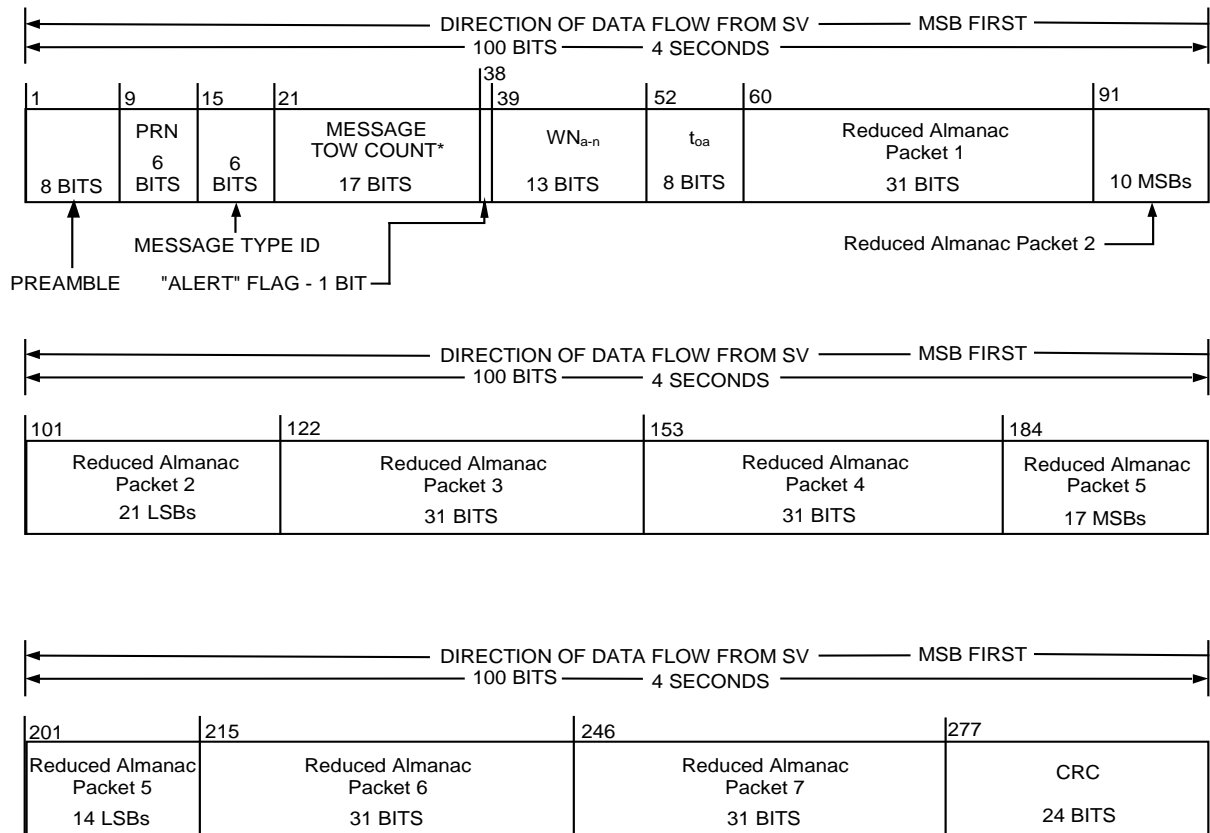 DIRECTION OF DATA FLOW FROM SV MSB FIRST
100 BITS 4 SECONDS
1 9 15 21 38 39 52 60 91
8 BITS
PRN
6
BITS
6
BITS
MESSAGE
TOW COUNT*
17 BITS
WNa-n
13 BITS
toa
8 BITS
Reduced Almanac
Packet 1
31 BITS
10 MSBs
MESSAGE TYPE ID
Reduced Almanac Packet 2
PREAMBLE
"ALERT" FLAG - 1 BIT
DIRECTION OF DATA FLOW FROM SV MSB FIRST
100 BITS 4 SECONDS
101 122 153 184
Reduced Almanac
Packet 2
21 LSBs
Reduced Almanac
Packet 3
31 BITS
Reduced Almanac
Packet 4
31 BITS
Reduced Almanac
Packet 5
17 MSBs
DIRECTION OF DATA FLOW FROM SV MSB FIRST
100 BITS 4 SECONDS
201 215 246 277
Reduced Almanac
Packet 5
14 LSBs
Reduced Almanac
Packet 6
31 BITS
Reduced Almanac
Packet 7
31 BITS
CRC
24 BITS